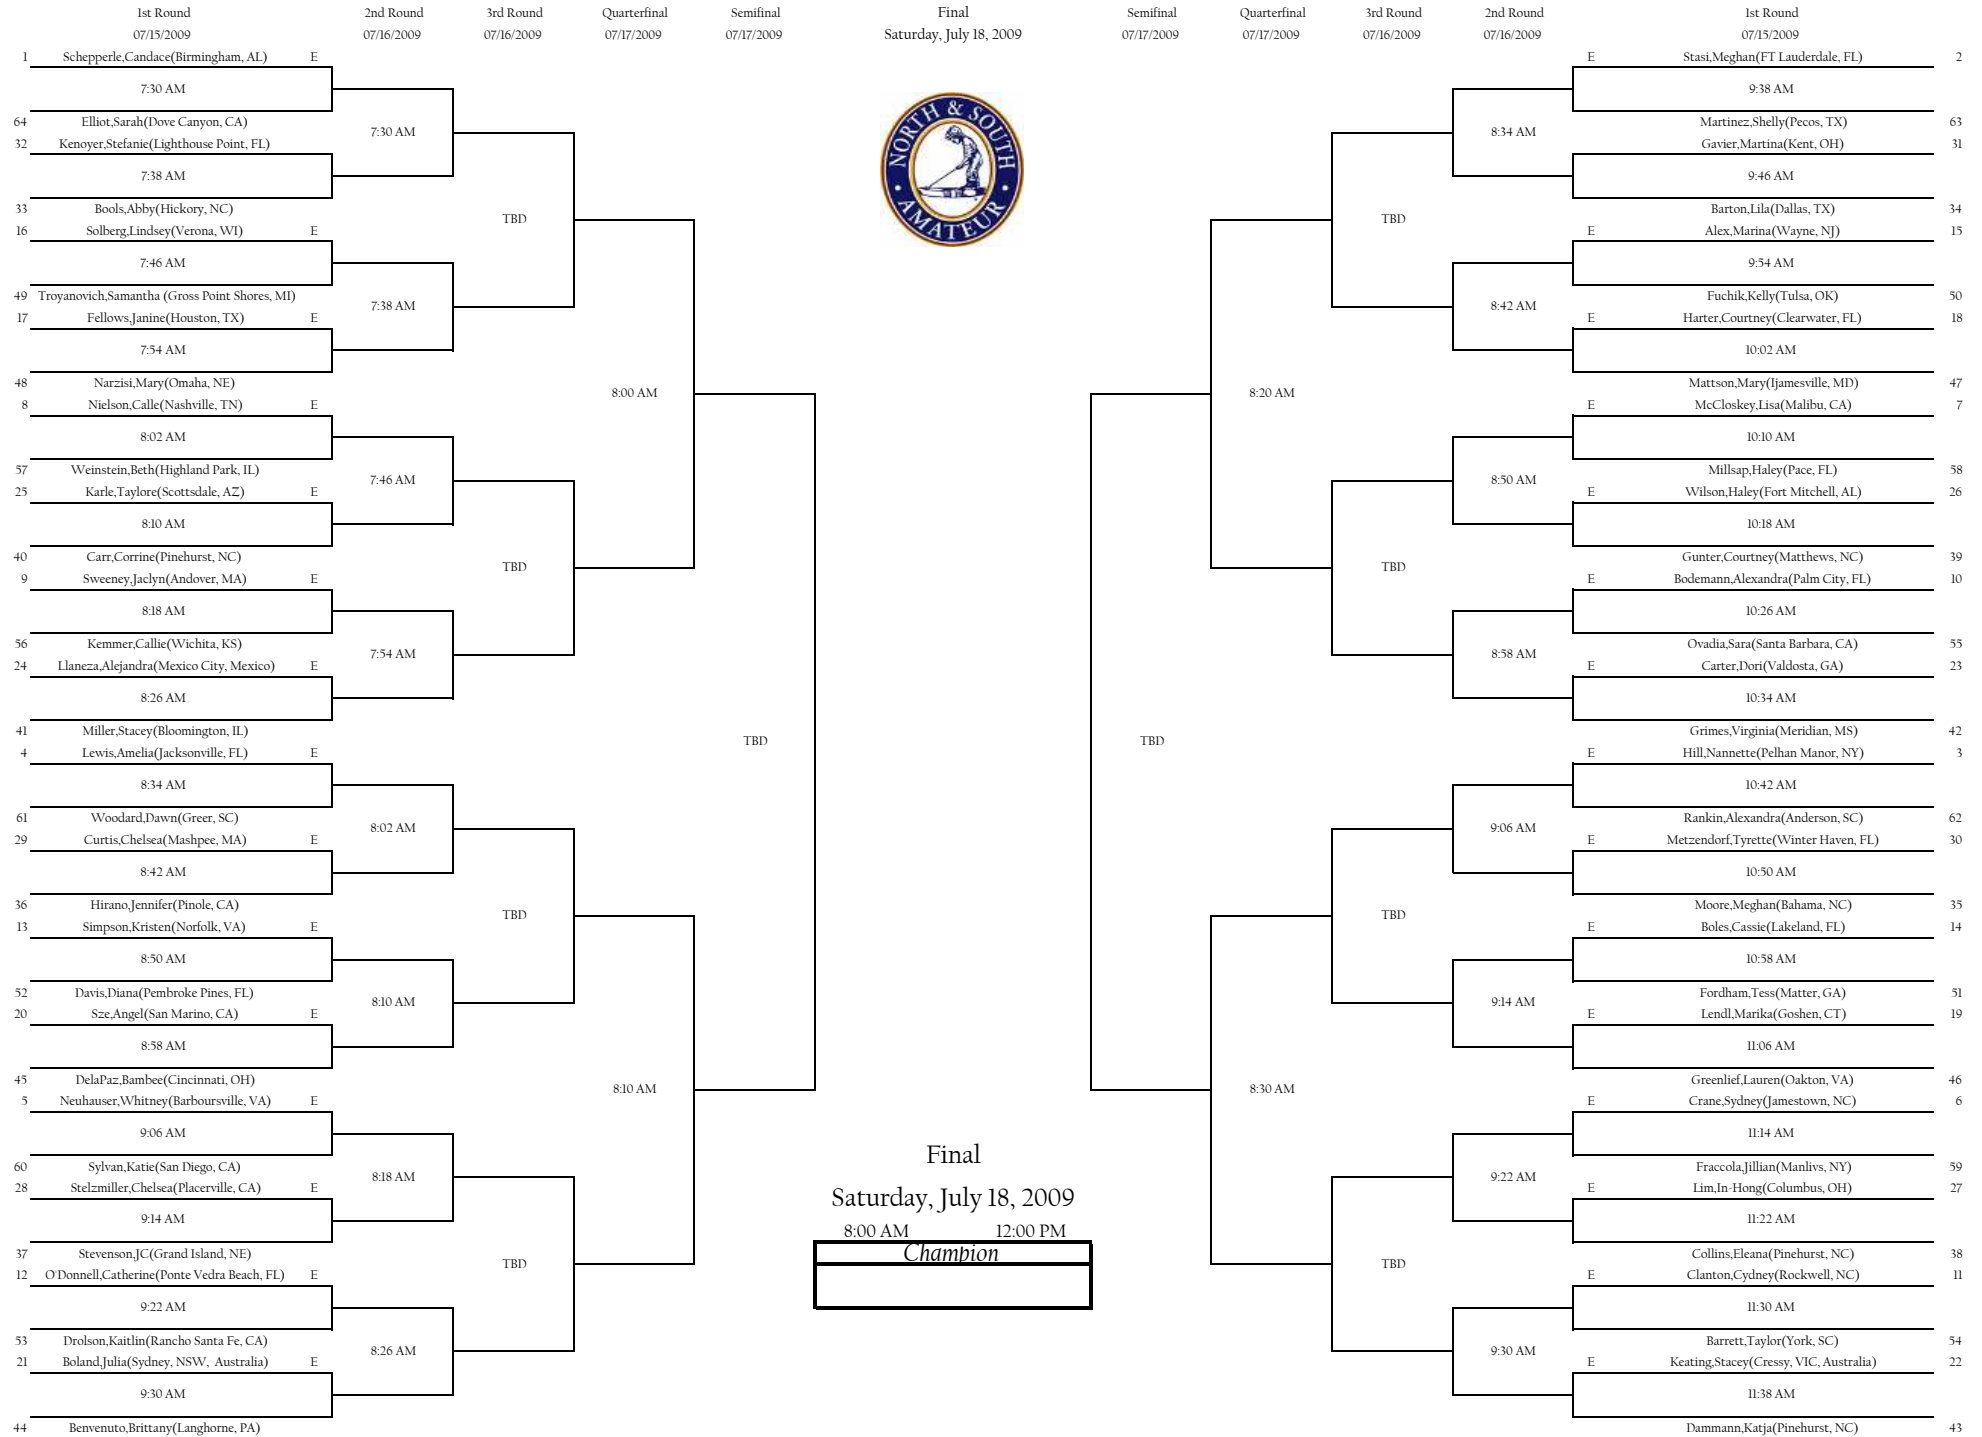 1st Round 2nd Round 3rd Round Quarterfinal Semifinal Final Semifinal Quarterfinal 3rd Round 2nd Round 1st Round
07/15/2009 07/16/2009 07/16/2009 07/17/2009 07/17/2009 Saturday, July 18, 2009 07/17/2009 07/17/2009 07/16/2009 07/16/2009 07/15/2009
1 Schepperle,Candace(Birmingham, AL) E
7:30 AM
64 Elliot,Sarah(Dove Canyon, CA)
7:30 AM
32 Kenoyer,Stefanie(Lighthouse Point, FL)
7:38 AM
33 Bools,Abby(Hickory, NC)
TBD
16 Solberg,Lindsey(Verona, WI) E
7:46 AM
49 Troyanovich,Samantha (Gross Point Shores, MI)
7:38 AM
17 Fellows,Janine(Houston, TX) E
7:54 AM
48 Narzisi,Mary(Omaha, NE)
8:00 AM
8 Nielson,Calle(Nashville, TN) E
8:02 AM
57 Weinstein,Beth(Highland Park, IL)
7:46 AM
25 Karle,Taylore(Scottsdale, AZ) E
8:10 AM
40 Carr,Corrine(Pinehurst, NC)
TBD
9 Sweeney,Jaclyn(Andover, MA) E
8:18 AM
56 Kemmer,Callie(Wichita, KS)
7:54 AM
24 Llaneza,Alejandra(Mexico City, Mexico) E
8:26 AM
41 Miller,Stacey(Bloomington, IL)
TBD
4 Lewis,Amelia(Jacksonville, FL) E
8:34 AM
61 Woodard,Dawn(Greer, SC)
8:02 AM
29 Curtis,Chelsea(Mashpee, MA) E
8:42 AM
36 Hirano,Jennifer(Pinole, CA)
TBD
13 Simpson,Kristen(Norfolk, VA) E
8:50 AM
52 Davis,Diana(Pembroke Pines, FL)
8:10 AM
20 Sze,Angel(San Marino, CA) E
8:58 AM
45 DelaPaz,Bambee(Cincinnati, OH)
8:10 AM
5 Neuhauser,Whitney(Barboursville, VA) E
9:06 AM
60 Sylvan,Katie(San Diego, CA)
8:18 AM
28 Stelzmiller,Chelsea(Placerville, CA) E
9:14 AM
37 Stevenson,JC(Grand Island, NE)
TBD
12 O'Donnell,Catherine(Ponte Vedra Beach, FL) E
9:22 AM
53 Drolson,Kaitlin(Rancho Santa Fe, CA)
8:26 AM
21 Boland,Julia(Sydney, NSW, Australia) E
9:30 AM
44 Benvenuto,Brittany(Langhorne, PA)
NORTH & SOUTH
AMATEUR
Final
Saturday, July 18, 2009
8:00 AM 12:00 PM
Champion
E Stasi,Meghan(FT Lauderdale, FL) 2
9:38 AM
Martinez,Shelly(Pecos, TX) 63
8:34 AM
Gavier,Martina(Kent, OH) 31
9:46 AM
Barton,Lila(Dallas, TX) 34
TBD
E Alex,Marina(Wayne, NJ) 15
9:54 AM
Fuchik,Kelly(Tulsa, OK) 50
8:42 AM
E Harter,Courtney(Clearwater, FL) 18
10:02 AM
Mattson,Mary(Ijamesville, MD) 47
8:20 AM
E McCloskey,Lisa(Malibu, CA) 7
10:10 AM
Millsap,Haley(Pace, FL) 58
8:50 AM
E Wilson,Haley(Fort Mitchell, AL) 26
10:18 AM
Gunter,Courtney(Matthews, NC) 39
TBD
E Bodemann,Alexandra(Palm City, FL) 10
10:26 AM
Ovadia,Sara(Santa Barbara, CA) 55
8:58 AM
E Carter,Dori(Valdosta, GA) 23
10:34 AM
Grimes,Virginia(Meridian, MS) 42
TBD
E Hill,Nannette(Pelhan Manor, NY) 3
10:42 AM
Rankin,Alexandra(Anderson, SC) 62
9:06 AM
E Metzendorf,Tyrette(Winter Haven, FL) 30
10:50 AM
Moore,Meghan(Bahama, NC) 35
TBD
E Boles,Cassie(Lakeland, FL) 14
10:58 AM
Fordham,Tess(Matter, GA) 51
9:14 AM
E Lendl,Marika(Goshen, CT) 19
11:06 AM
Greenlief,Lauren(Oakton, VA) 46
8:30 AM
E Crane,Sydney(Jamestown, NC) 6
11:14 AM
Fraccola,Jillian(Manlivs, NY) 59
9:22 AM
E Lim,In-Hong(Columbus, OH) 27
11:22 AM
Collins,Eleana(Pinehurst, NC) 38
TBD
E Clanton,Cydney(Rockwell, NC) 11
11:30 AM
Barrett,Taylor(York, SC) 54
9:30 AM
E Keating,Stacey(Cressy, VIC, Australia) 22
11:38 AM
Dammann,Katja(Pinehurst, NC) 43